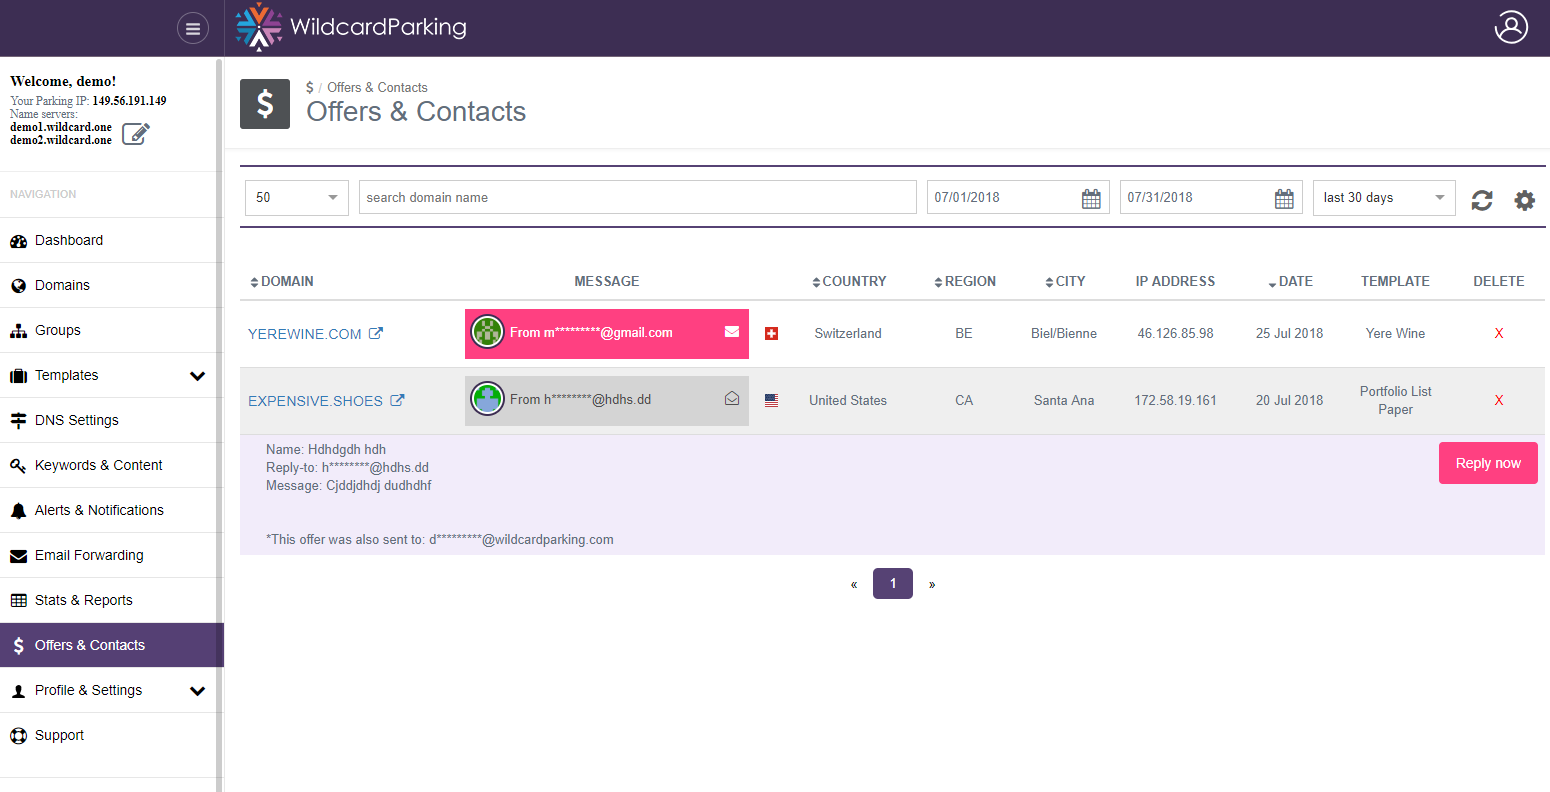 WildcardParking
Welcome, demo!
Your Parking IP: 149.56.191.149
Name servers:
demo1.wildcard.one
demo2.wildcard.one
NAVIGATION
Dashboard
Domains
Groups
Templates
DNS Settings
Keywords & Content
Alerts & Notifications
Email Forwarding
Stats & Reports
$ Offers & Contacts
Profile & Settings
Support
$
$ / Offers & Contacts
Offers & Contacts
50 search domain name 07/01/2018 07/31/2018 last 30 days
DOMAIN MESSAGE COUNTRY REGION CITY IP ADDRESS DATE TEMPLATE DELETE
YEREWINE.COM From m*********@gmail.com Switzerland BE Biel/Bienne 46.126.85.98 25 Jul 2018 Yere Wine X
EXPENSIVE.SHOES From h********@hdhs.dd United States CA Santa Ana 172.58.19.161 20 Jul 2018 Portfolio List Paper X
Name: Hdhdgdh hdh
Reply-to: h********@hdhs.dd
Message: Cjddjdhdj dudhdhf
Reply now
*This offer was also sent to: d*********@wildcardparking.com
« 1 »